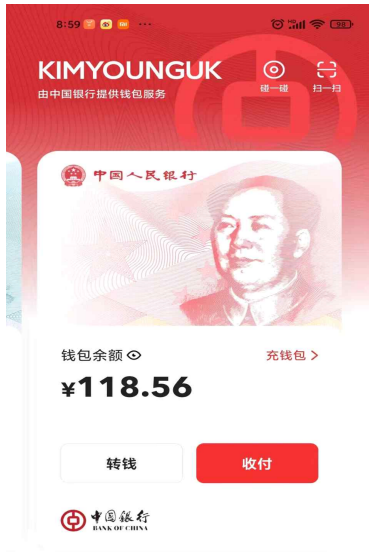 8:59 ... 98
KIMYOUNGUK
由中国银行提供钱包服务
碰一碰 扫一扫
中国人民银行
钱包余额 充钱包 >
¥118.56
转钱 收付
中国银行
BANK OF CHINA